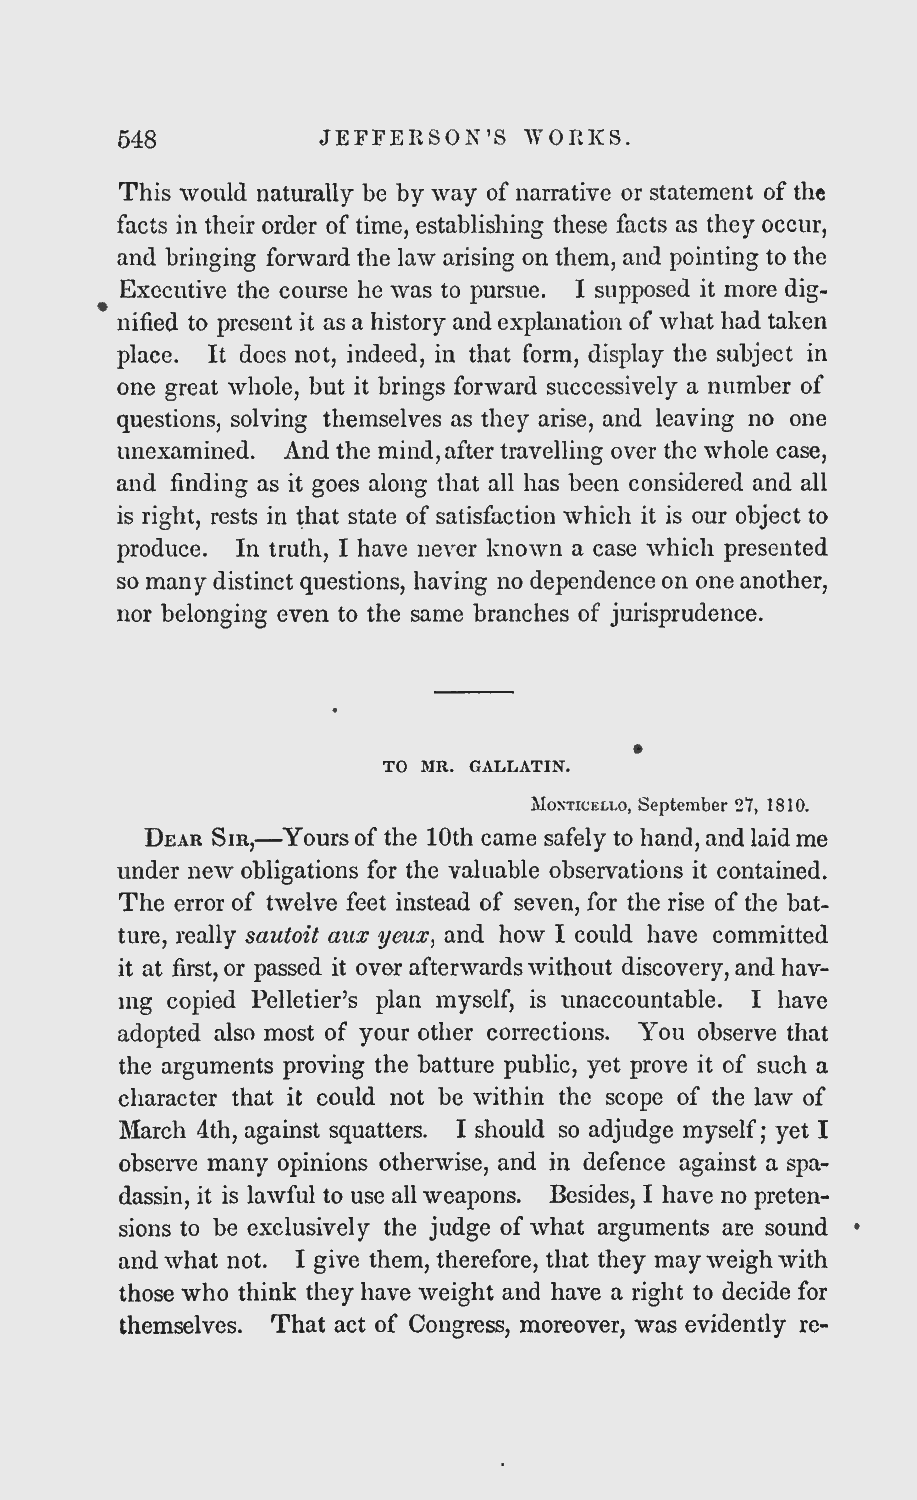 548 JEFFERSON'S WORKS.
This would naturally be by way of narrative or statement of the
facts in their order of time, establishing these facts as they occur,
and bringing forward the law arising on them, and pointing to the
Executive the course he was to pursue. I supposed it more dig-
nified to present it as a history and explanation of what had taken
place. It does not, indeed, in that form, display the subject in
one great whole, but it brings forward successively a number of
questions, solving themselves as they arise, and leaving no one
unexamined. And the mind, after travelling over the whole case,
and finding as it goes along that all has been considered and all
is right, rests in that state of satisfaction which it is our object to
produce. In truth, I have never known a case which presented
so many distinct questions, having no dependence on one another,
nor belonging even to the same branches of jurisprudence.
TO MR. GALLATIN.
MONTICELLO, September 27, 1810.
DEAR SIR,—Yours of the 10th came safely to hand, and laid me
under new obligations for the valuable observations it contained.
The error of twelve feet instead of seven, for the rise of the bat-
ture, really sautoit aux yeux, and how I could have committed
it at first, or passed it over afterwards without discovery, and hav-
ing copied Pelletier's plan myself, is unaccountable. I have
adopted also most of your other corrections. You observe that
the arguments proving the batture public, yet prove it of such a
character that it could not be within the scope of the law of
March 4th, against squatters. I should so adjudge myself; yet I
observe many opinions otherwise, and in defence against a spa-
dassin, it is lawful to use all weapons. Besides, I have no preten-
sions to be exclusively the judge of what arguments are sound
and what not. I give them, therefore, that they may weigh with
those who think they have weight and have a right to decide for
themselves. That act of Congress, moreover, was evidently re-